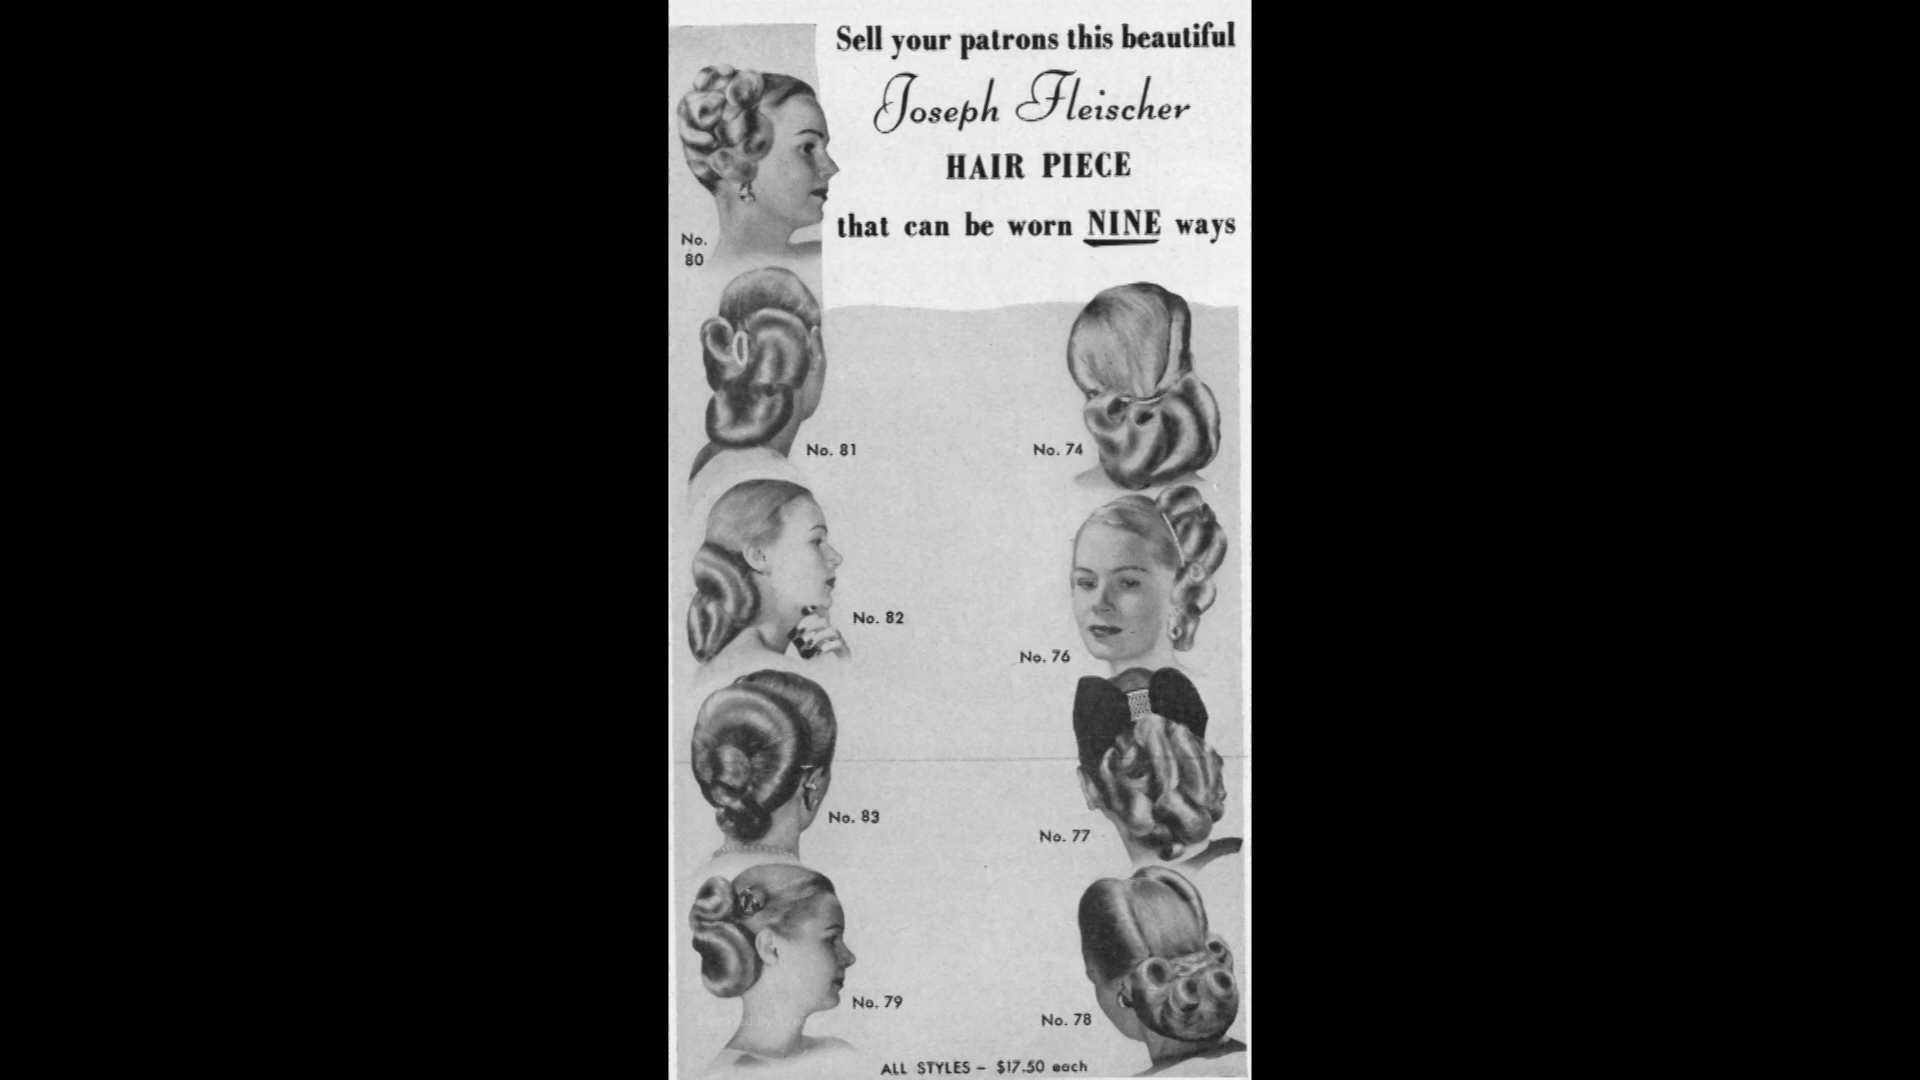 Sell your patrons this beautiful
Joseph Fleischer
HAIR PIECE
that can be worn NINE ways
No.
80
No. 81
No. 74
No. 82
No. 76
No. 83
No. 77
No. 79
No. 78
ALL STYLES – $17.50 each